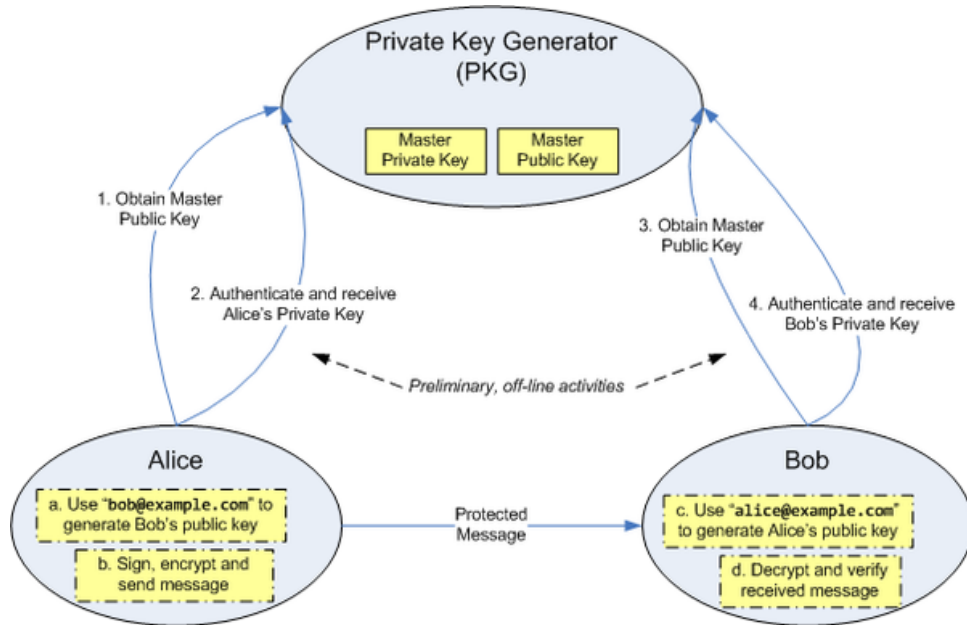 Private Key Generator
(PKG)
Master
Private Key
Master
Public Key
1. Obtain Master
Public Key
2. Authenticate and receive
Alice's Private Key
3. Obtain Master
Public Key
4. Authenticate and receive
Bob's Private Key
Preliminary, off-line activities
Alice
a. Use “bob@example.com” to
generate Bob's public key
b. Sign, encrypt and
send message
Protected
Message
Bob
c. Use “alice@example.com”
to generate Alice's public key
d. Decrypt and verify
received message